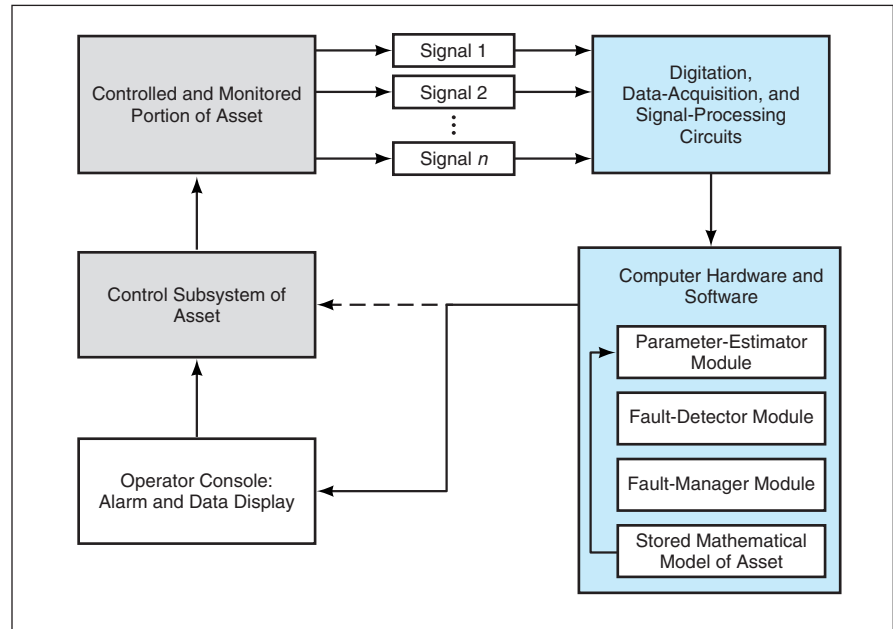 Controlled and Monitored
Portion of Asset
Signal 1
Signal 2
Signal n
Digitation,
Data-Acquisition, and
Signal-Processing
Circuits
Control Subsystem of
Asset
Computer Hardware and
Software
Parameter-Estimator
Module
Fault-Detector Module
Fault-Manager Module
Stored Mathematical
Model of Asset
Operator Console:
Alarm and Data Display